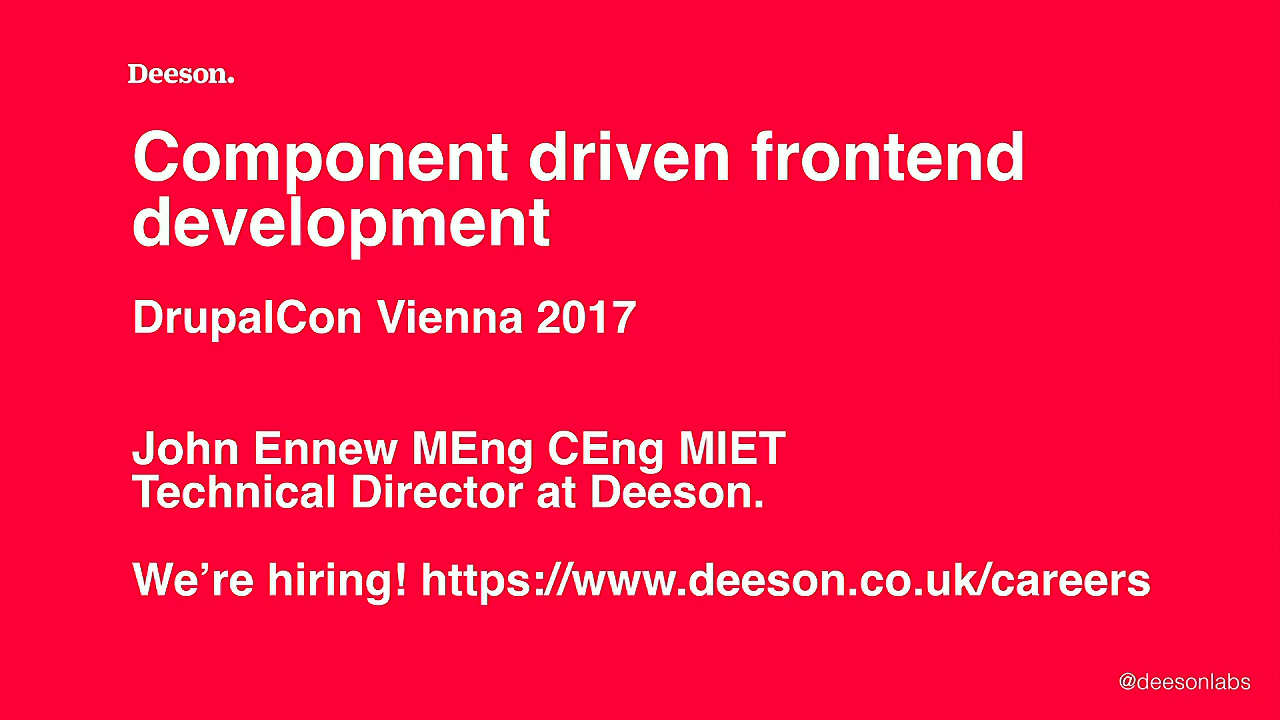 Deeson.
Component driven frontend
development
DrupalCon Vienna 2017
John Ennew MEng CEng MIET
Technical Director at Deeson.
We’re hiring! https://www.deeson.co.uk/careers
@deesonlabs